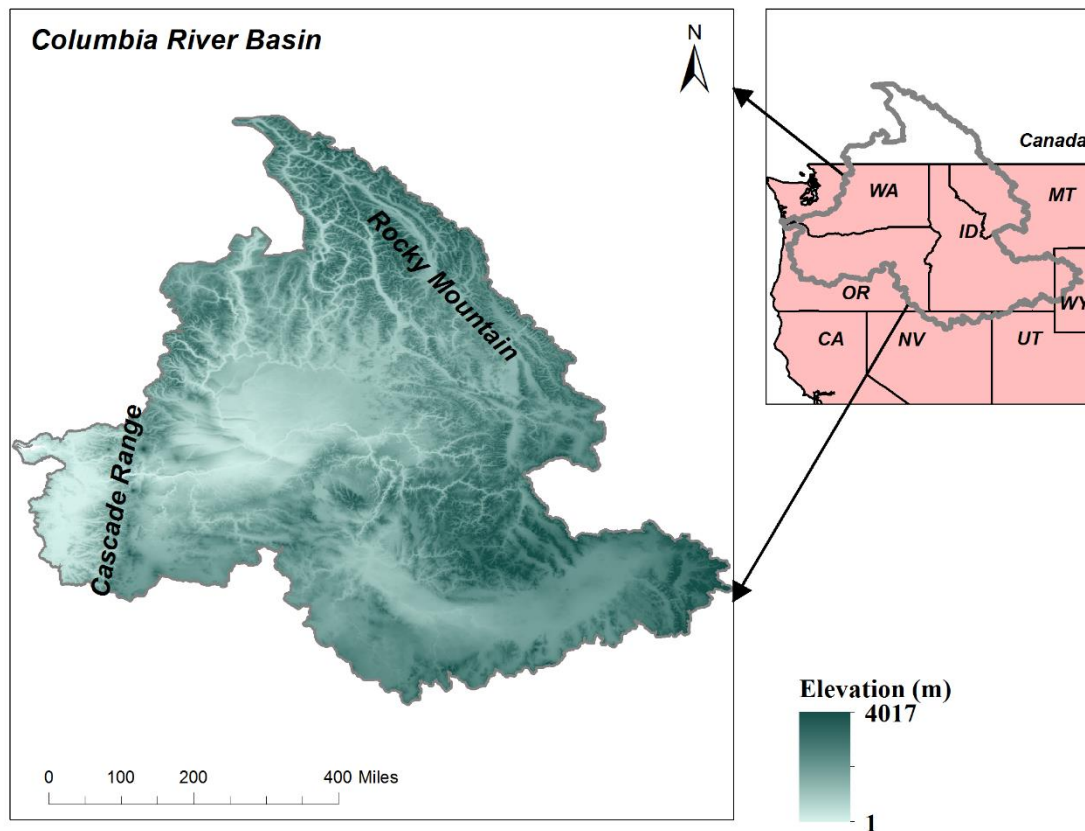 Columbia River Basin
N
Rocky Mountain
Cascade Range
0 100 200 400 Miles
Canada
WA
MT
ID
OR
WY
CA
NV
UT
Elevation (m)
4017
1